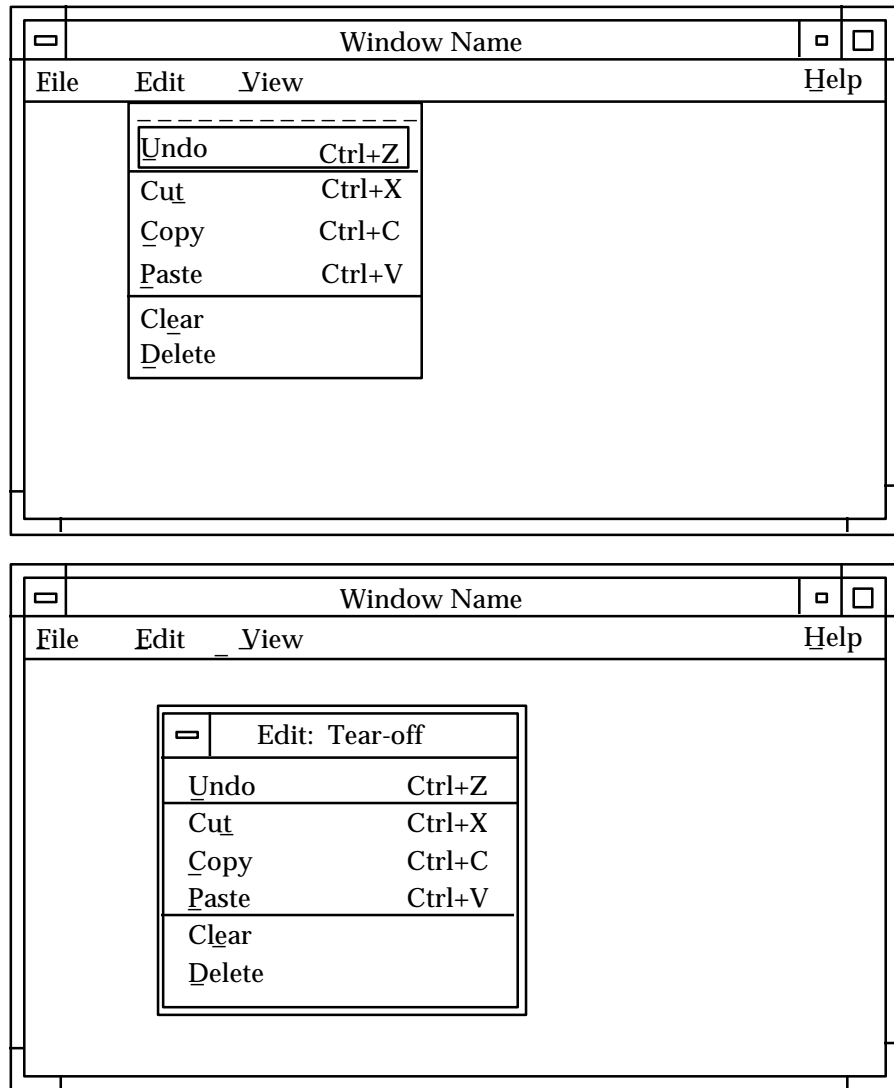 Window Name
File Edit View Help
Undo Ctrl+Z
Cut Ctrl+X
Copy Ctrl+C
Paste Ctrl+V
Clear
Delete
Window Name
File Edit View Help
Edit: Tear-off
Undo Ctrl+Z
Cut Ctrl+X
Copy Ctrl+C
Paste Ctrl+V
Clear
Delete